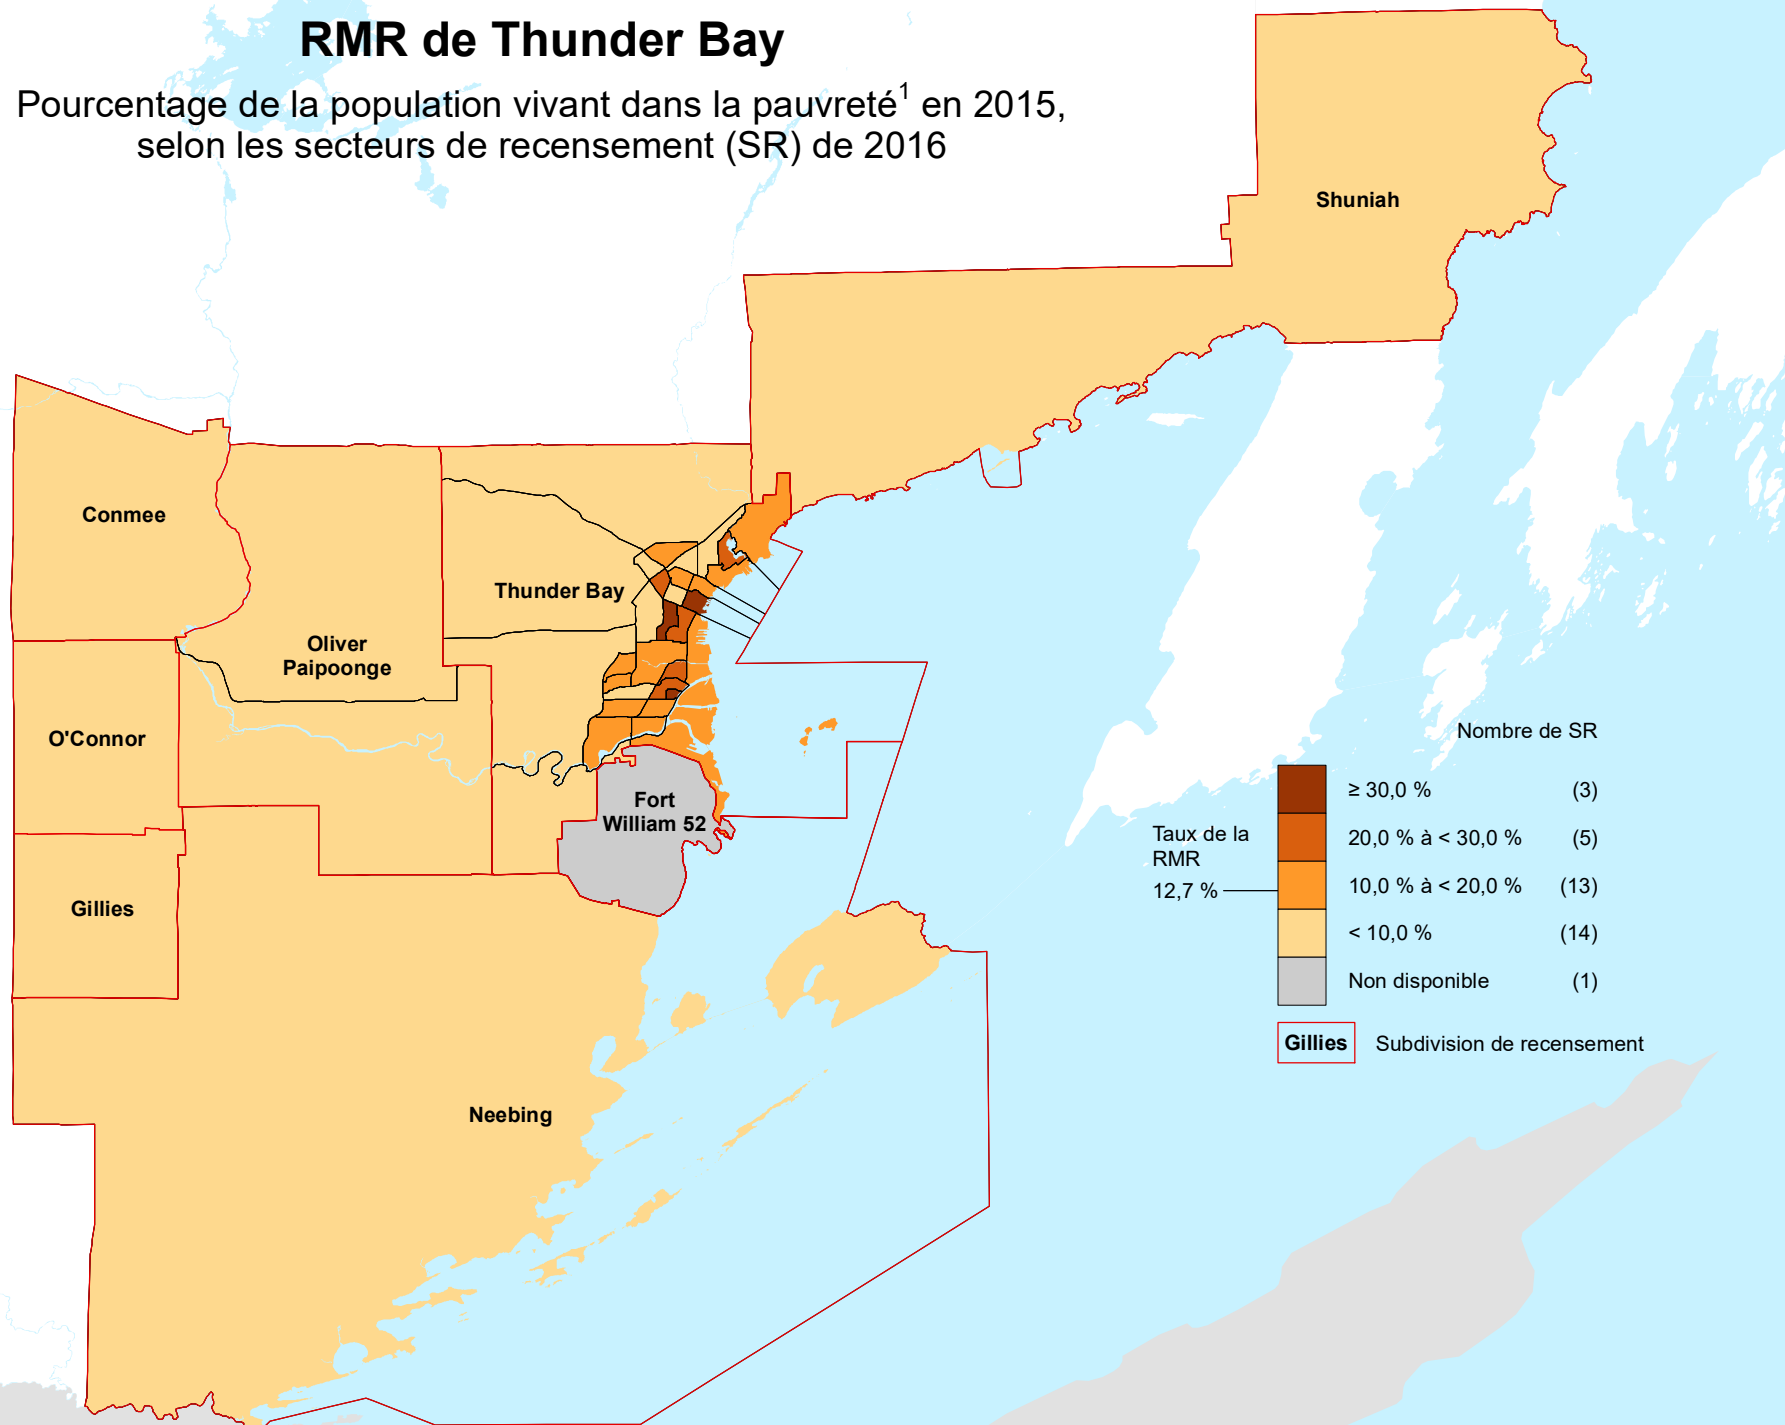 RMR de Thunder Bay
Pourcentage de la population vivant dans la pauvreté1 en 2015,
selon les secteurs de recensement (SR) de 2016
Shuniah
Conmee
Thunder Bay
Oliver
Paipoonge
O'Connor
Fort
William 52
Gillies
Neebing
Nombre de SR
≥ 30,0 % (3)
20,0 % à < 30,0 % (5)
Taux de la
RMR
12,7 %
10,0 % à < 20,0 % (13)
< 10,0 % (14)
Non disponible (1)
Gillies Subdivision de recensement